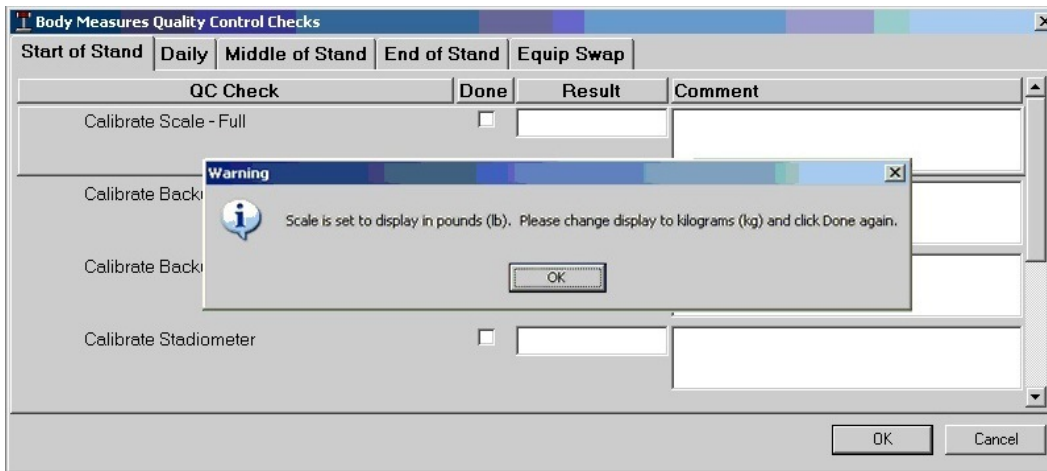 Body Measures Quality Control Checks
Start of Stand Daily Middle of Stand End of Stand Equip Swap
QC Check Done Result Comment
Calibrate Scale - Full
Warning
Calibrate
Scale is set to display in pounds (lb). Please change display to kilograms (kg) and click Done again.
Calibrate
OK
Calibrate Stadiometer
OK Cancel